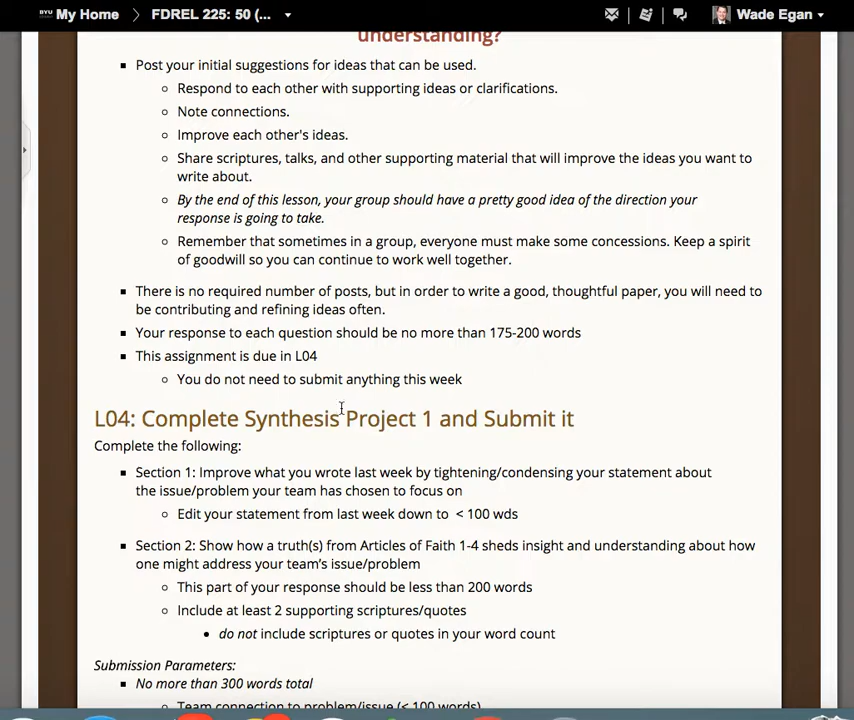 BYU
My Home
FDREL 225: 50 (...
Wade Egan
understanding?
▪ Post your initial suggestions for ideas that can be used.
○ Respond to each other with supporting ideas or clarifications.
○ Note connections.
○ Improve each other's ideas.
○ Share scriptures, talks, and other supporting material that will improve the ideas you want to
write about.
○ By the end of this lesson, your group should have a pretty good idea of the direction your
response is going to take.
○ Remember that sometimes in a group, everyone must make some concessions. Keep a spirit
of goodwill so you can continue to work well together.
▪ There is no required number of posts, but in order to write a good, thoughtful paper, you will need to
be contributing and refining ideas often.
▪ Your response to each question should be no more than 175-200 words
▪ This assignment is due in L04
○ You do not need to submit anything this week
L04: Complete Synthesis Project 1 and Submit it
Complete the following:
▪ Section 1: Improve what you wrote last week by tightening/condensing your statement about
the issue/problem your team has chosen to focus on
○ Edit your statement from last week down to < 100 wds
▪ Section 2: Show how a truth(s) from Articles of Faith 1-4 sheds insight and understanding about how
one might address your team's issue/problem
○ This part of your response should be less than 200 words
○ Include at least 2 supporting scriptures/quotes
• do not include scriptures or quotes in your word count
Submission Parameters:
▪ No more than 300 words total
○ Team connection to problem/issue (< 100 words)